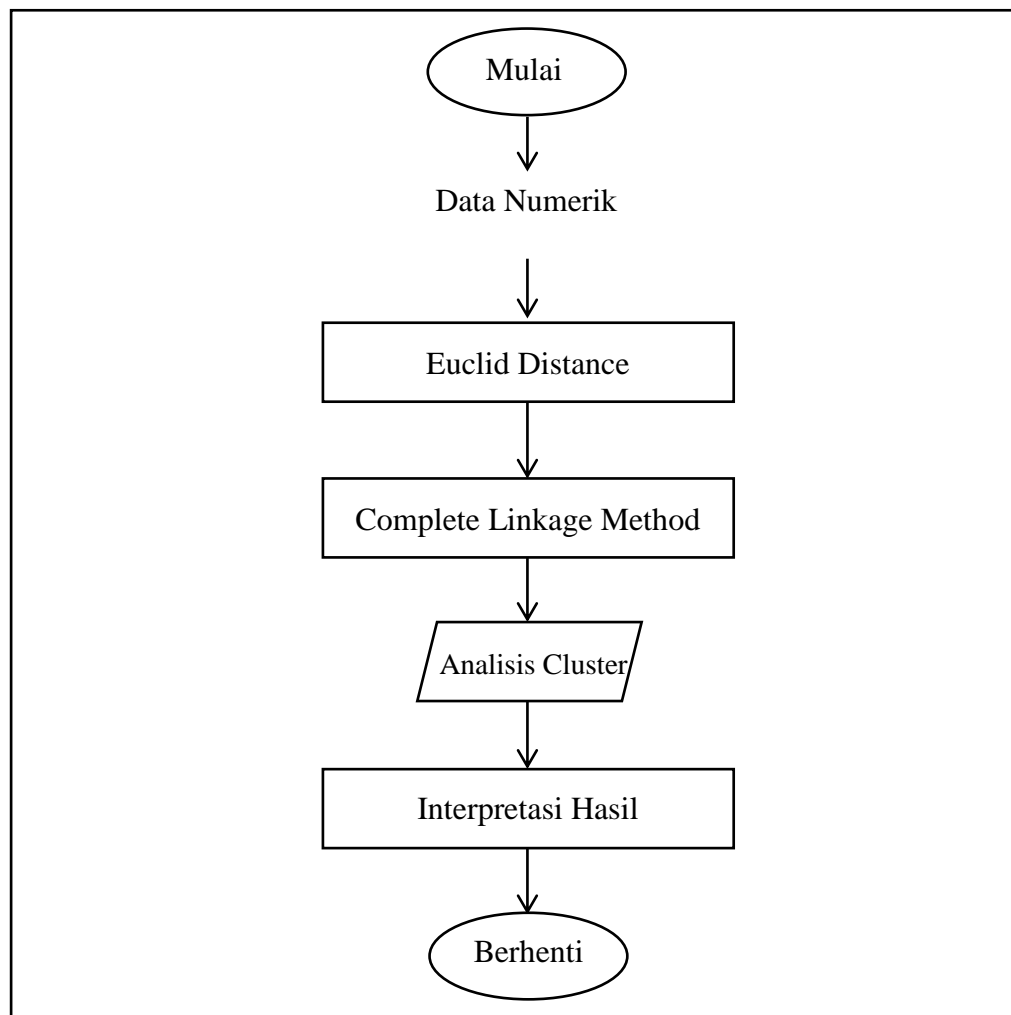 Mulai
Data Numerik
Euclid Distance
Complete Linkage Method
Analisis Cluster
Interpretasi Hasil
Berhenti